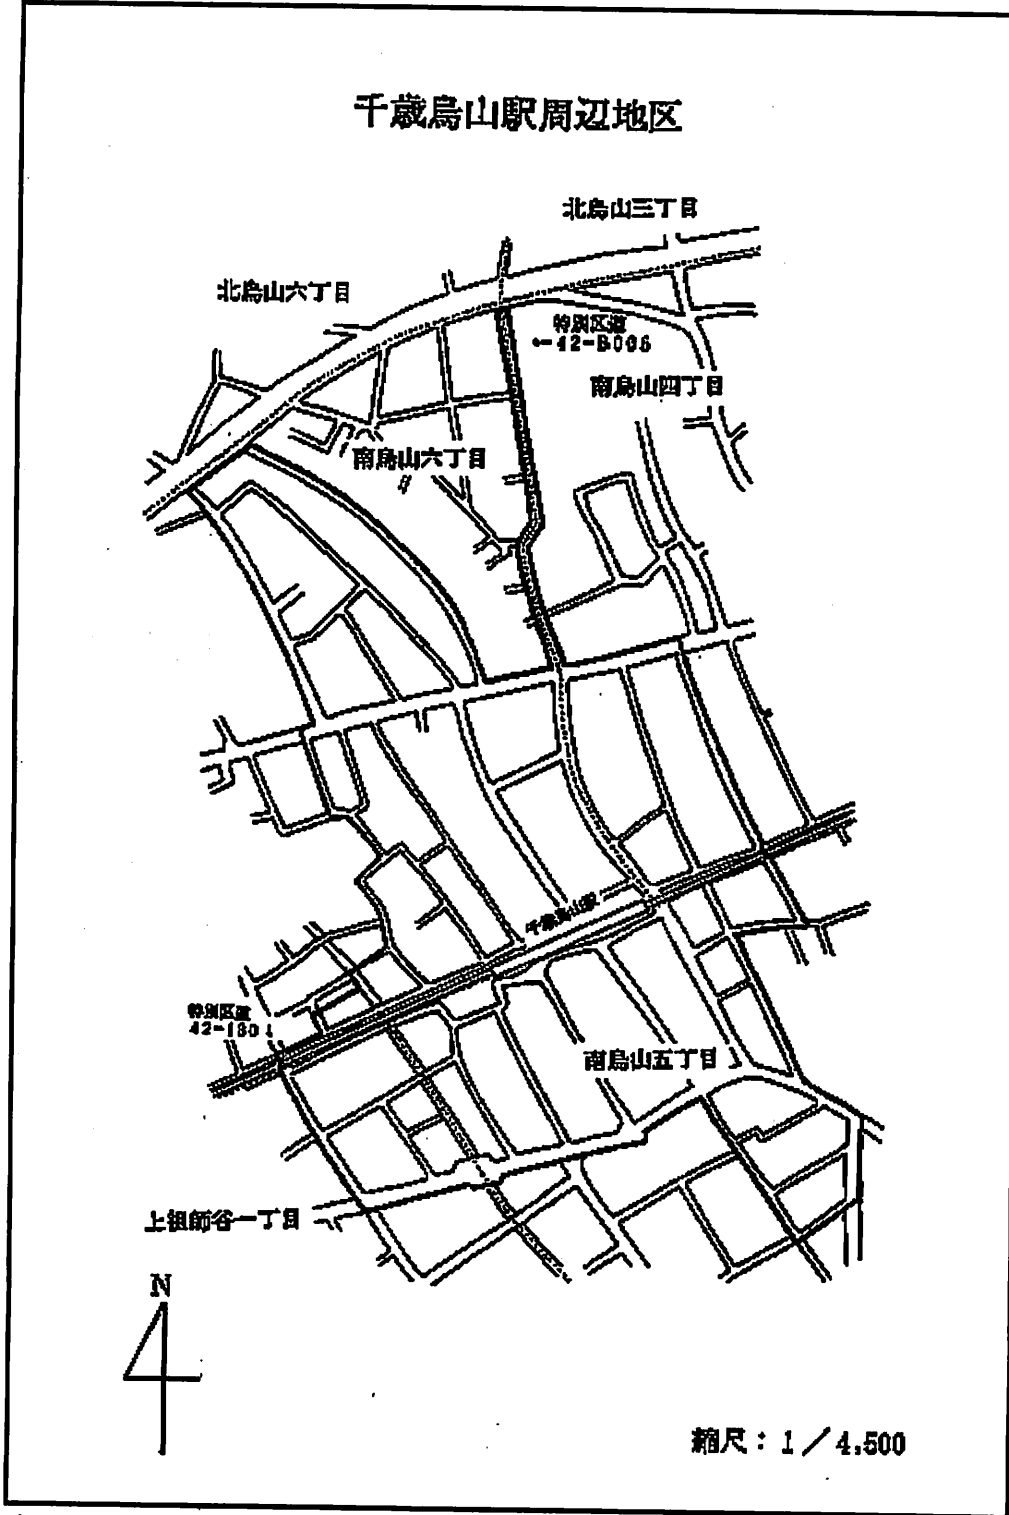 千歳烏山駅周辺地区
北烏山三丁目
北烏山六丁目
特別区道
←42-B006
南烏山四丁目
南烏山六丁目
千歳烏山駅
特別区道
42-1801
南烏山五丁目
上祖師谷一丁目
N
縮尺：1／4,500